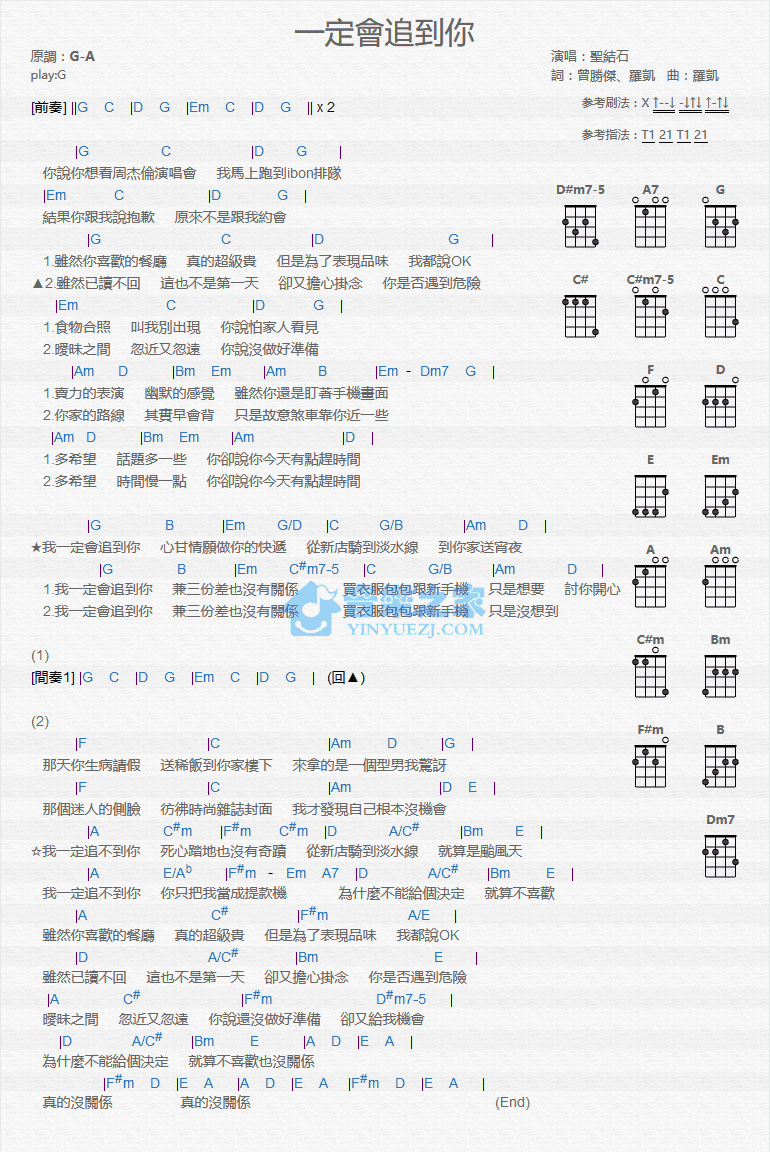 一定會追到你
原調：G-A
play:G
演唱：聖結石
詞：曾勝傑、羅凱 曲：羅凱
参考刷法：X ↑--↓ -↓↑↓ ↑-↑↓
参考指法：T1 21 T1 21
[前奏] ||G C |D G |Em C |D G || x 2
|G C |D G |
你說你想看周杰倫演唱會 我馬上跑到ibon排隊
|Em C |D G |
結果你跟我說抱歉 原來不是跟我約會
|G C |D G |
1.雖然你喜歡的餐廳 真的超級貴 但是為了表現品味 我都說OK
▲2.雖然已讀不回 這也不是第一天 卻又擔心掛念 你是否遇到危險
|Em C |D G |
1.食物合照 叫我別出現 你說怕家人看見
2.曖昧之間 忽近又忽遠 你說沒做好準備
|Am D |Bm Em |Am B |Em - Dm7 G |
1.賣力的表演 幽默的感覺 雖然你還是盯著手機畫面
2.你家的路線 其實早會背 只是故意煞車靠你近一些
|Am D |Bm Em |Am |D |
1.多希望 話題多一些 你卻說你今天有點趕時間
2.多希望 時間慢一點 你卻說你今天有點趕時間
|G B |Em G/D |C G/B |Am D |
★我一定會追到你 心甘情願做你的快遞 從新店騎到淡水線 到你家送宵夜
|G B |Em C#m7-5 |C G/B |Am D |
1.我一定會追到你 兼三份差也沒有關係 買衣服包包跟新手機 只是想要 討你開心
2.我一定會追到你 兼三份差也沒有關係 買衣服包包跟新手機 只是沒想到
音樂之家
YINYUEZJ.COM
(1)
[間奏1] |G C |D G |Em C |D G | (回▲)
(2)
|F |C |Am D |G |
那天你生病請假 送稀飯到你家樓下 來拿的是一個型男我驚訝
|F |C |Am |D E |
那個迷人的側臉 彷彿時尚雜誌封面 我才發現自己根本沒機會
|A C#m |F#m C#m |D A/C# |Bm E |
☆我一定追不到你 死心踏地也沒有奇蹟 從新店騎到淡水線 就算是颱風天
|A E/Ab |F#m - Em A7 |D A/C# |Bm E |
我一定追不到你 你只把我當成提款機 為什麼不能給個決定 就算不喜歡
|A C# |F#m A/E |
雖然你喜歡的餐廳 真的超級貴 但是為了表現品味 我都說OK
|D A/C# |Bm E |
雖然已讀不回 這也不是第一天 卻又擔心掛念 你是否遇到危險
|A C# |F#m D#m7-5 |
曖昧之間 忽近又忽遠 你說還沒做好準備 卻又給我機會
|D A/C# |Bm E |A D |E A |
為什麼不能給個決定 就算不喜歡也沒關係
|F#m D |E A |A D |E A |F#m D |E A |
真的沒關係 真的沒關係 (End)
D#m7-5 A7 G
C# C#m7-5 C
F D
E Em
A Am
C#m Bm
F#m B
Dm7